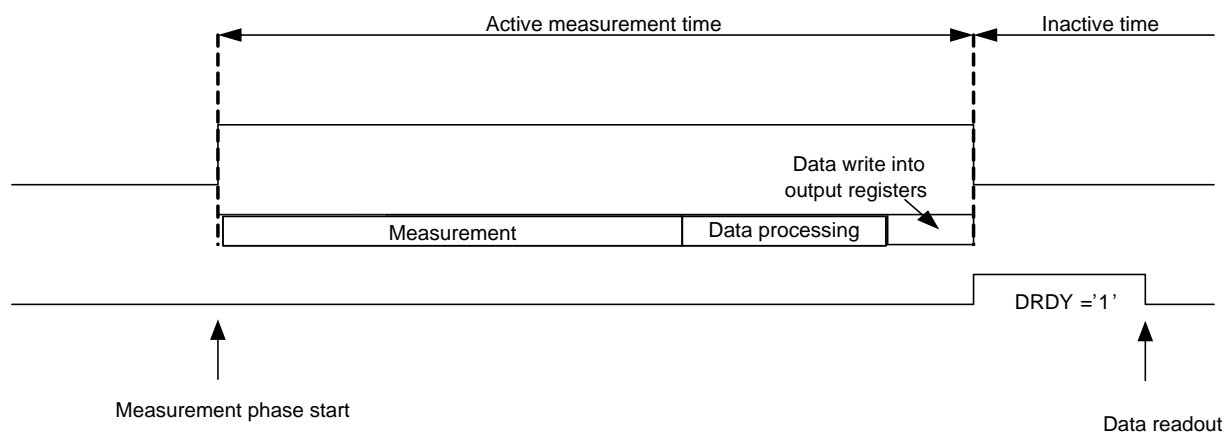 Active measurement time
Inactive time
Data write into
output registers
Measurement
Data processing
DRDY ='1'
Measurement phase start
Data readout